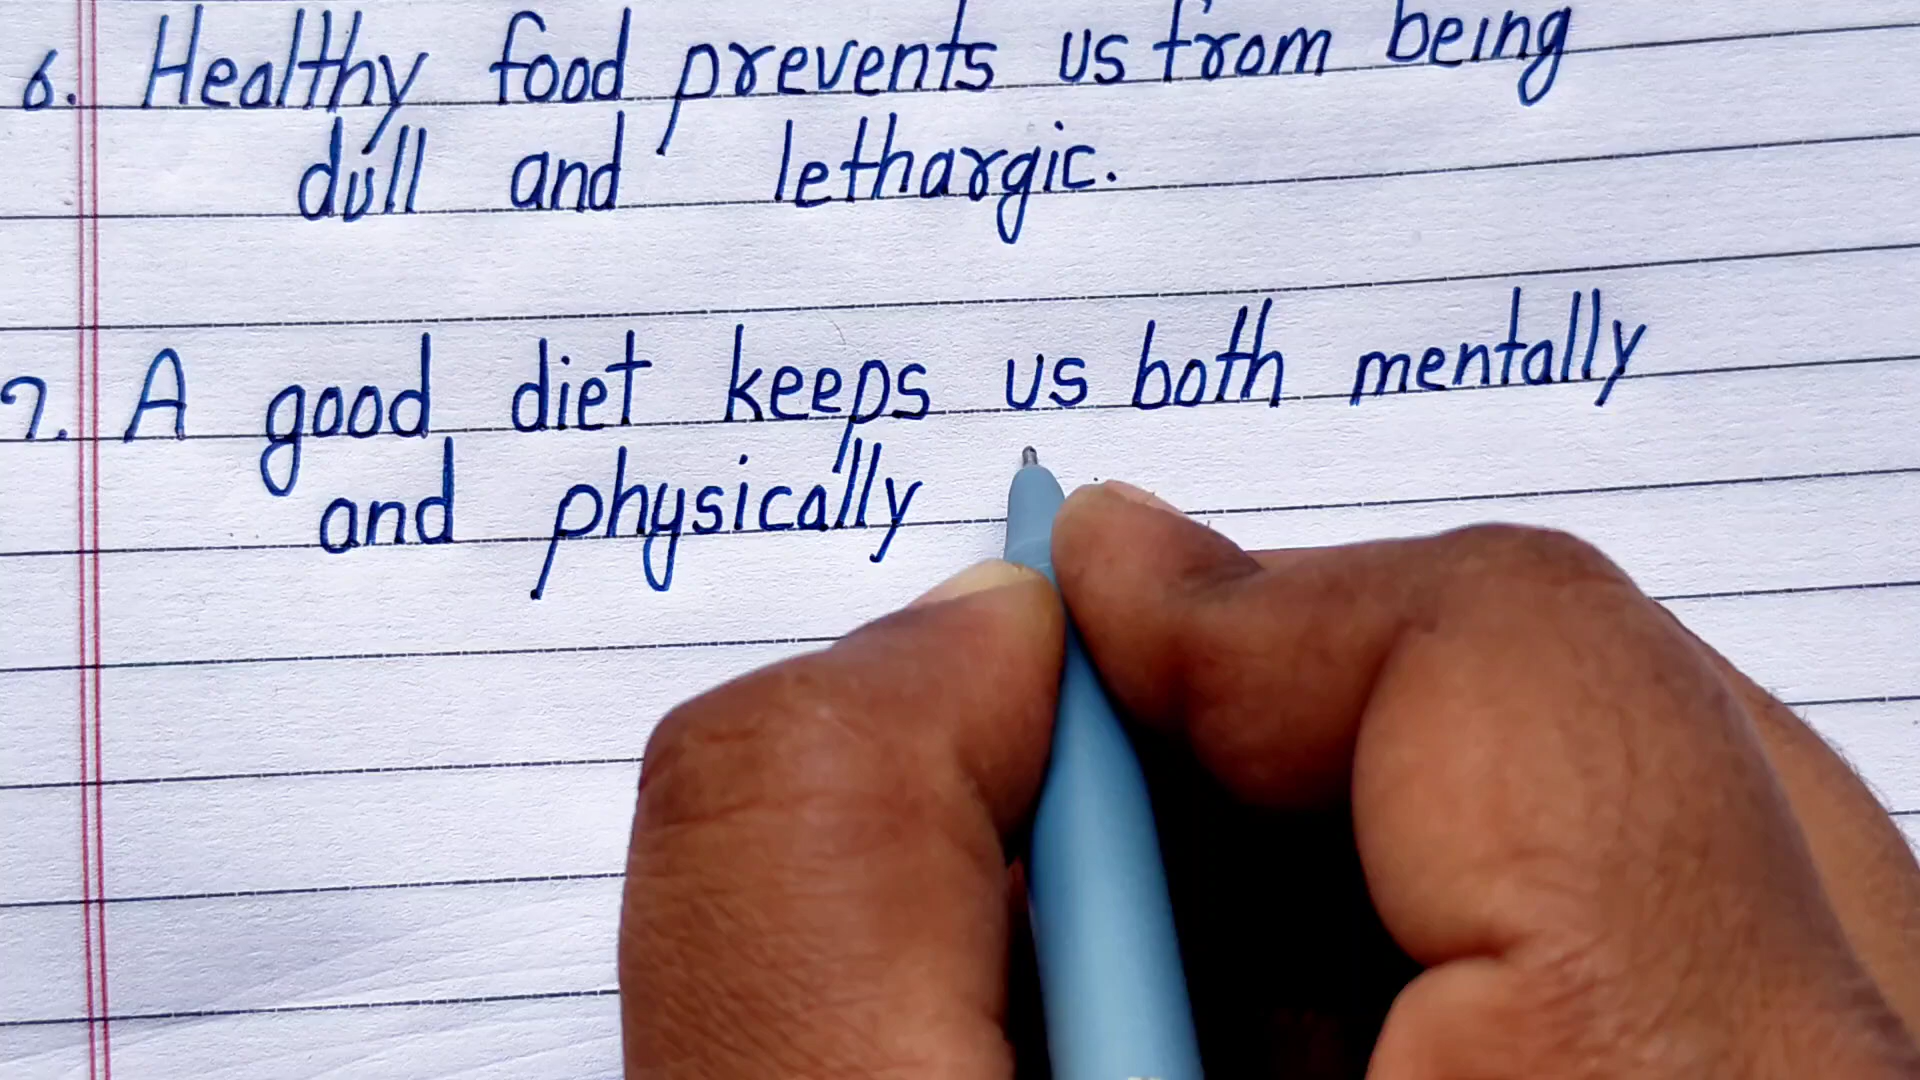 6. Healthy food prevents us from being
dull and lethargic.
7. A good diet keeps us both mentally
and physically